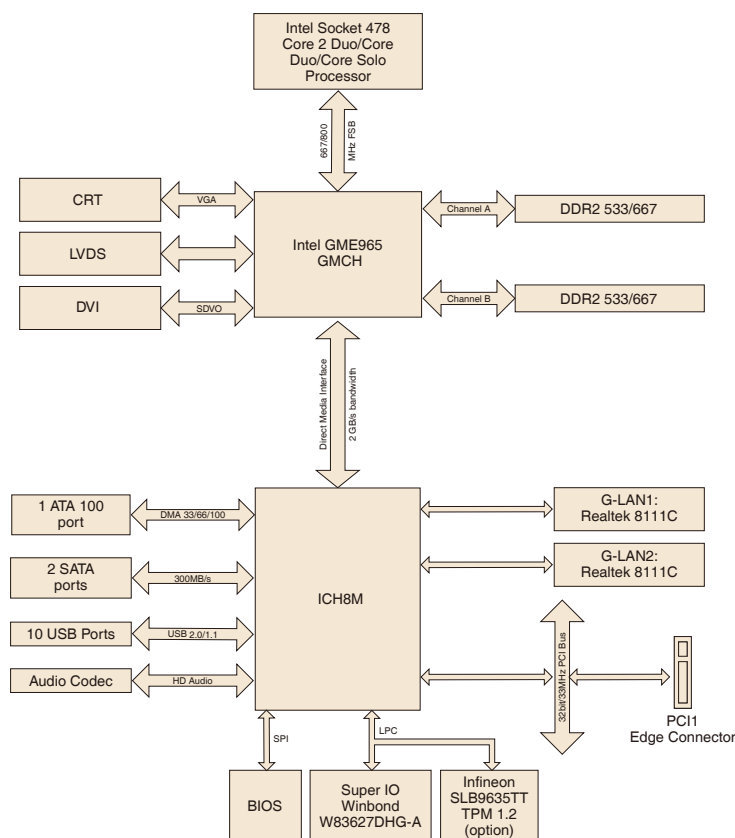 Intel Socket 478
Core 2 Duo/Core
Duo/Core Solo
Processor
667/800
MHz FSB
CRT
VGA
LVDS
DVI
SDVO
Intel GME965
GMCH
Channel A
DDR2 533/667
Channel B
DDR2 533/667
Direct Media Interface
2 GB/s bandwidth
1 ATA 100
port
DMA 33/66/100
2 SATA
ports
300MB/s
10 USB Ports
USB 2.0/1.1
Audio Codec
HD Audio
ICH8M
G-LAN1:
Realtek 8111C
G-LAN2:
Realtek 8111C
32bit/33MHz PCI Bus
PCI1
Edge Connector
SPI
LPC
BIOS
Super IO
Winbond
W83627DHG-A
Infineon
SLB9635TT
TPM 1.2
(option)